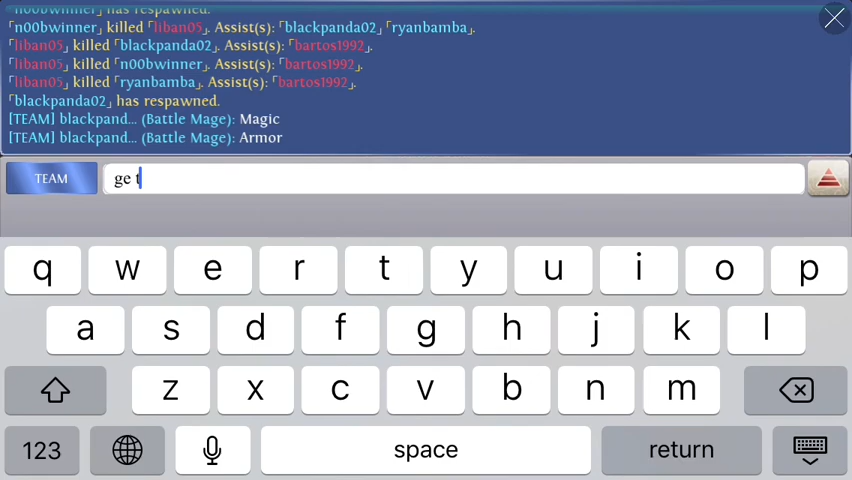 n00bwinner」 has respawned.
「n00bwinner」 killed 「liban05」. Assist(s): 「blackpanda02」 「ryanbamba」.
「liban05」 killed 「blackpanda02」. Assist(s): 「bartos1992」.
「liban05」 killed 「n00bwinner」. Assist(s): 「bartos1992」.
「liban05」 killed 「ryanbamba」. Assist(s): 「bartos1992」.
「blackpanda02」 has respawned.
[TEAM] blackpand... (Battle Mage): Magic
[TEAM] blackpand... (Battle Mage): Armor
TEAM ge t
q w e r t y u i o p
a s d f g h j k l
z x c v b n m
123 space return